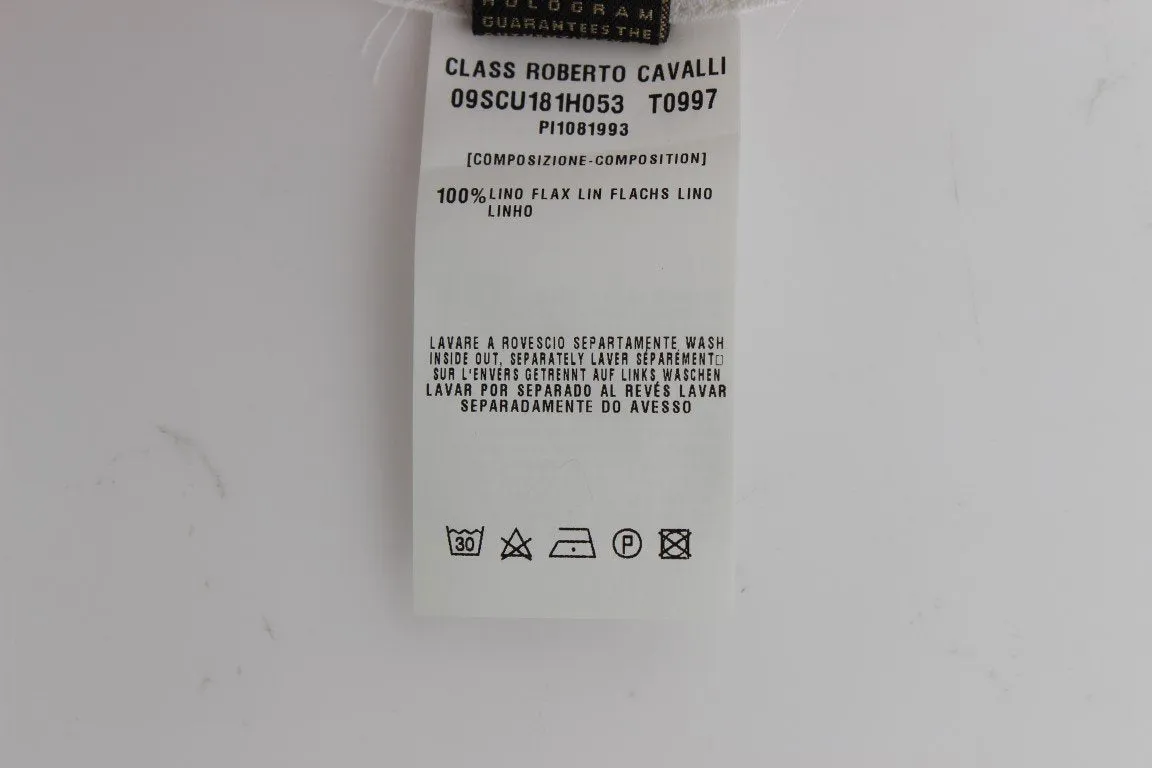 HOLOGRAM
GUARANTEES THE
CLASS ROBERTO CAVALLI
09SCU181H053 T0997
PI1081993
[COMPOSIZIONE-COMPOSITION]
100% LINO FLAX LIN FLACHS LINO
LINHO
LAVARE A ROVESCIO SEPARTAMENTE WASH
INSIDE OUT, SEPARATELY LAVER SÉPARÉMENT□
SUR L'ENVERS GETRENNT AUF LINKS WASCHEN
LAVAR POR SEPARADO AL REVÉS LAVAR
SEPARADAMENTE DO AVESSO
30 P